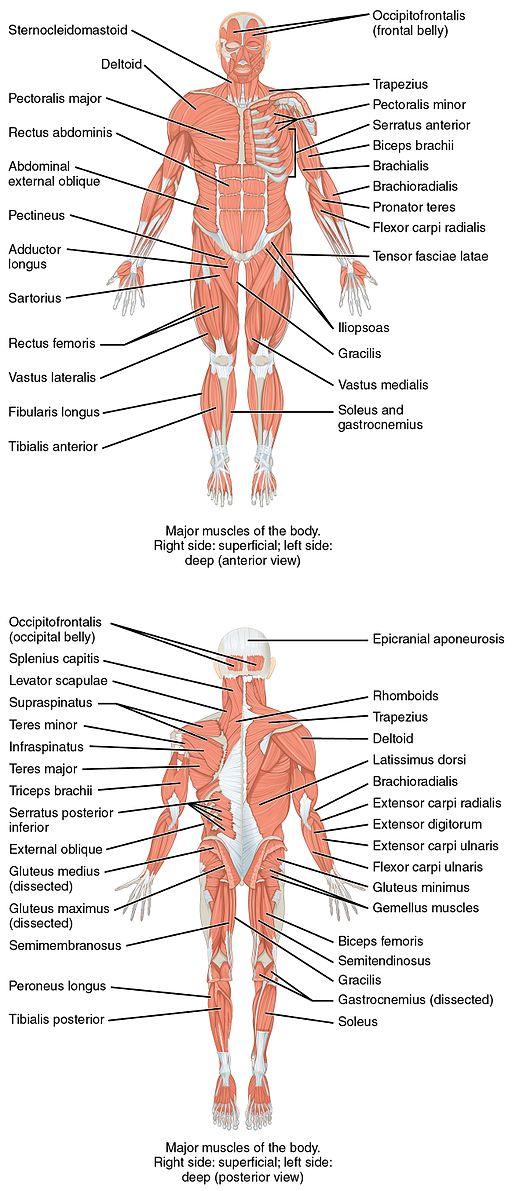 Sternocleidomastoid
Deltoid
Pectoralis major
Rectus abdominis
Abdominal
external oblique
Pectineus
Adductor
longus
Sartorius
Rectus femoris
Vastus lateralis
Fibularis longus
Tibialis anterior
Occipitofrontalis
(frontal belly)
Trapezius
Pectoralis minor
Serratus anterior
Biceps brachii
Brachialis
Brachioradialis
Pronator teres
Flexor carpi radialis
Tensor fasciae latae
Iliopsoas
Gracilis
Vastus medialis
Soleus and
gastrocnemius
Major muscles of the body.
Right side: superficial; left side:
deep (anterior view)
Occipitofrontalis
(occipital belly)
Splenius capitis
Levator scapulae
Supraspinatus
Teres minor
Infraspinatus
Teres major
Triceps brachii
Serratus posterior
inferior
External oblique
Gluteus medius
(dissected)
Gluteus maximus
(dissected)
Semimembranosus
Peroneus longus
Tibialis posterior
Epicranial aponeurosis
Rhomboids
Trapezius
Deltoid
Latissimus dorsi
Brachioradialis
Extensor carpi radialis
Extensor digitorum
Extensor carpi ulnaris
Flexor carpi ulnaris
Gluteus minimus
Gemellus muscles
Biceps femoris
Semitendinosus
Gracilis
Gastrocnemius (dissected)
Soleus
Major muscles of the body.
Right side: superficial; left side:
deep (posterior view)